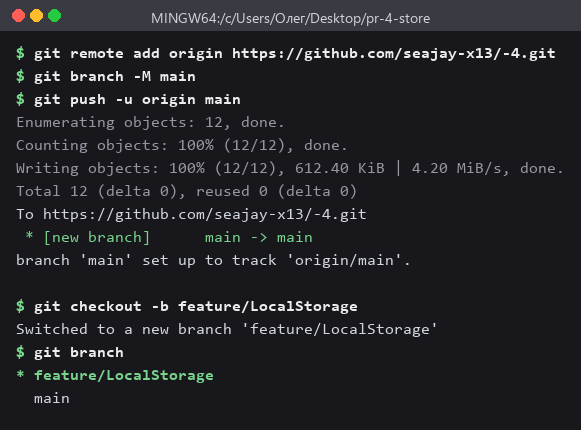 MINGW64:/c/Users/Олег/Desktop/pr-4-store
$ git remote add origin https://github.com/seajay-x13/-4.git
$ git branch -M main
$ git push -u origin main
Enumerating objects: 12, done.
Counting objects: 100% (12/12), done.
Writing objects: 100% (12/12), 612.40 KiB | 4.20 MiB/s, done.
Total 12 (delta 0), reused 0 (delta 0)
To https://github.com/seajay-x13/-4.git
 * [new branch]      main -> main
branch 'main' set up to track 'origin/main'.

$ git checkout -b feature/LocalStorage
Switched to a new branch 'feature/LocalStorage'
$ git branch
* feature/LocalStorage
  main